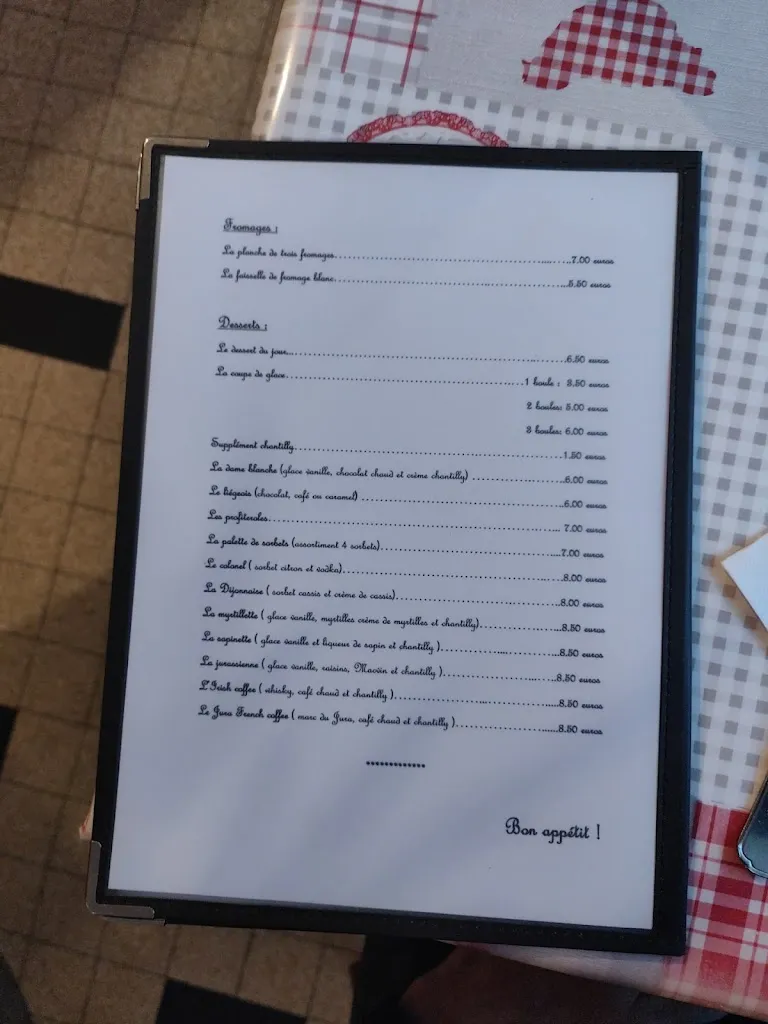 Fromages :
La planche de trois fromages..........7.00 euros
La faisselle de fromage blanc..........5.50 euros
Desserts :
Le dessert du jour..........6.50 euros
La coupe de glace..........1 boule : 3.50 euros
2 boules: 5.00 euros
3 boules: 6.00 euros
Supplément chantilly..........1.50 euros
La dame blanche (glace vanille, chocolat chaud et crème chantilly) ..........6.00 euros
Le liégeois (chocolat, café ou caramel) ..........6.00 euros
Les profiteroles.......... 7.00 euros
La palette de sorbets (assortiment 4 sorbets)..........7.00 euros
Le colonel ( sorbet citron et vodka)..........8.00 euros
La Dijonnaise ( sorbet cassis et crème de cassis)..........8.00 euros
La myrtillette ( glace vanille, myrtilles crème de myrtilles et chantilly)..........8.50 euros
La sapinette ( glace vanille et liqueur de sapin et chantilly )..........8.50 euros
La jurassienne ( glace vanille, raisins, Macvin et chantilly )..........8.50 euros
L'Irish coffee ( whisky, café chaud et chantilly )..........8.50 euros
Le Jura French coffee ( marc du Jura, café chaud et chantilly )..........8.50 euros
*************
Bon appétit !